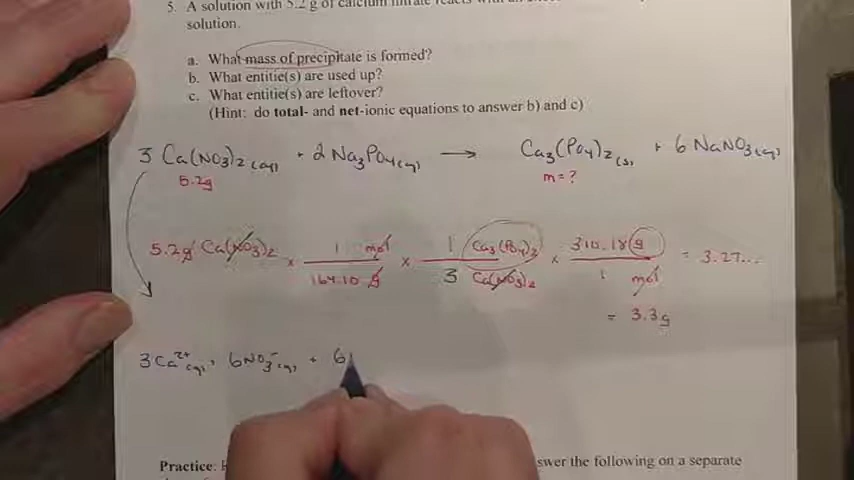 5. A solution with 5.2 g of calcium nitrate reacts with an
solution.
a. What mass of precipitate is formed?
b. What entitie(s) are used up?
c. What entitie(s) are leftover?
(Hint: do total- and net-ionic equations to answer b) and c)
3 Ca(NO3)2 (aq) + 2 Na3PO4(aq) → Ca3(PO4)2(s) + 6 NaNO3(aq)
5.2g m=?
5.2g Ca(NO3)2 × 1 mol / 164.10 g × 1 Ca3(PO4)2 / 3 Ca(NO3)2 × 310.18 g / 1 mol = 3.27...
= 3.3g
3Ca2+(aq) + 6NO3-(aq) + 6
Practice: swer the following on a separate